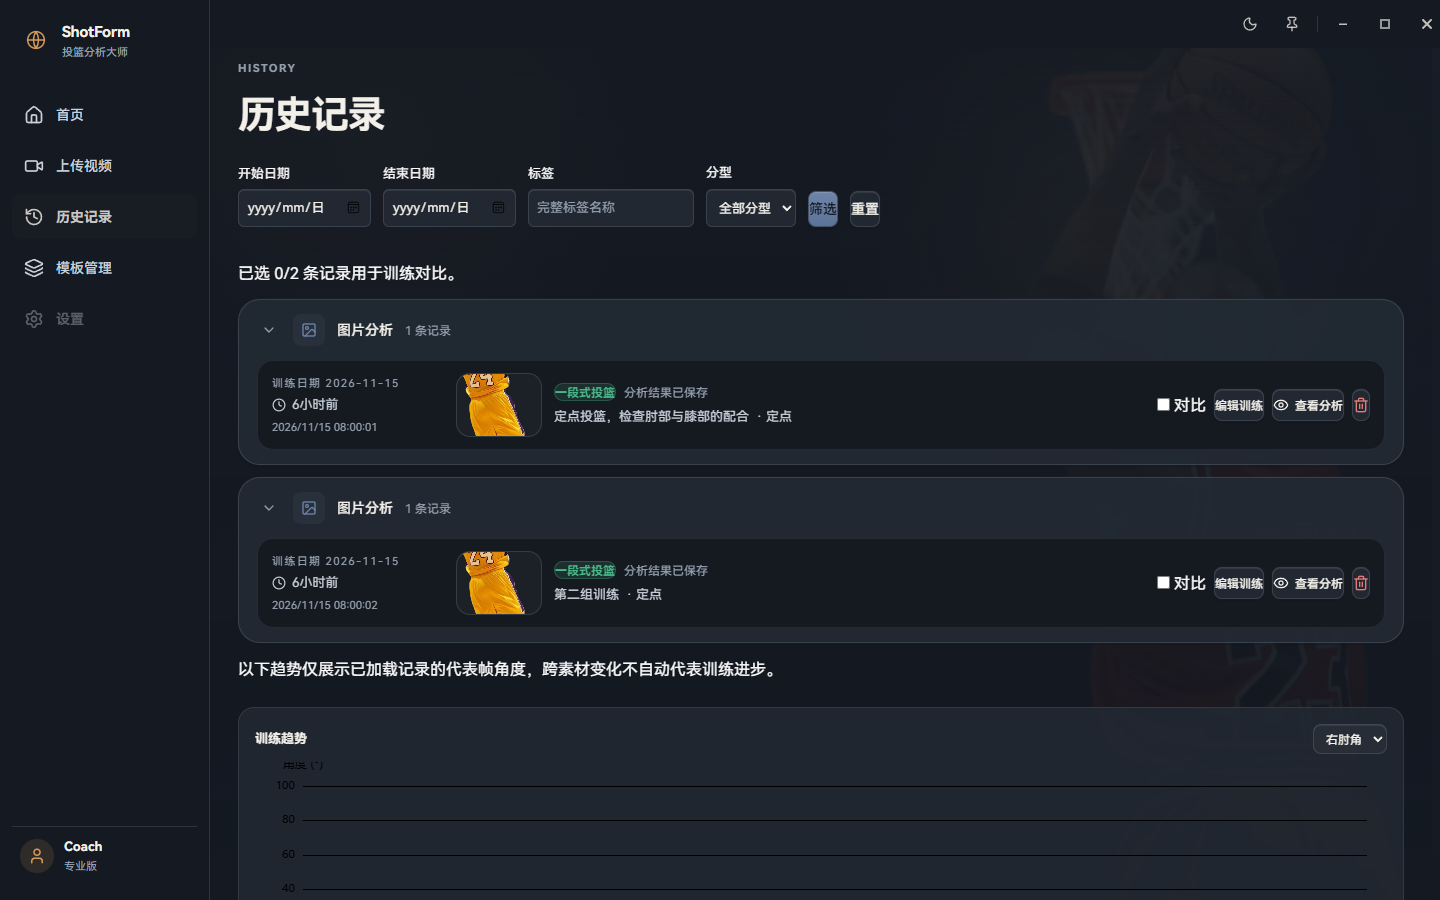 ShotForm
投篮分析大师
首页
上传视频
历史记录
模板管理
设置
Coach
专业版
HISTORY
历史记录
开始日期
结束日期
标签
分型
yyyy/mm/日
yyyy/mm/日
完整标签名称
全部分型
筛选
重置
已选 0/2 条记录用于训练对比。
图片分析 1 条记录
训练日期 2026-11-15
6小时前
2026/11/15 08:00:01
24
一段式投篮 分析结果已保存
定点投篮，检查肘部与膝部的配合 · 定点
对比
编辑训练
查看分析
图片分析 1 条记录
训练日期 2026-11-15
6小时前
2026/11/15 08:00:02
24
一段式投篮 分析结果已保存
第二组训练 · 定点
对比
编辑训练
查看分析
以下趋势仅展示已加载记录的代表帧角度，跨素材变化不自动代表训练进步。
训练趋势
右肘角
角度 (°)
100
80
60
40